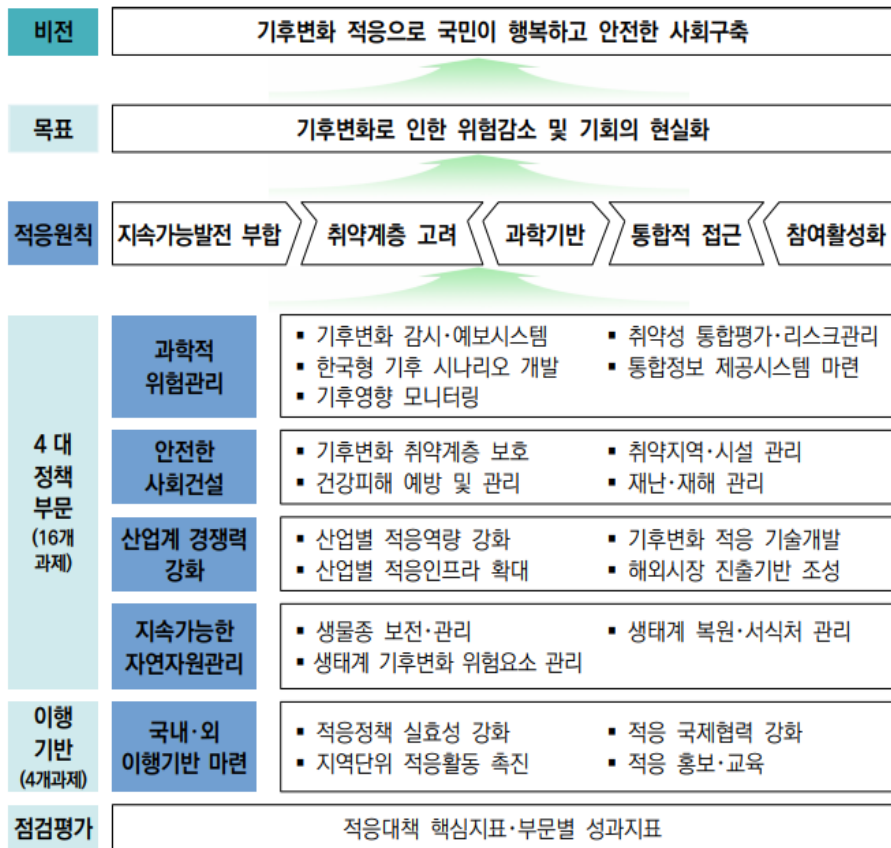 비전
기후변화 적응으로 국민이 행복하고 안전한 사회구축
목표
기후변화로 인한 위험감소 및 기회의 현실화
적응원칙
지속가능발전 부합
취약계층 고려
과학기반
통합적 접근
참여활성화
4 대
정책
부문
(16개
과제)
과학적
위험관리
▪ 기후변화 감시·예보시스템
▪ 한국형 기후 시나리오 개발
▪ 기후영향 모니터링
▪ 취약성 통합평가·리스크관리
▪ 통합정보 제공시스템 마련
안전한
사회건설
▪ 기후변화 취약계층 보호
▪ 건강피해 예방 및 관리
▪ 취약지역·시설 관리
▪ 재난·재해 관리
산업계 경쟁력
강화
▪ 산업별 적응역량 강화
▪ 산업별 적응인프라 확대
▪ 기후변화 적응 기술개발
▪ 해외시장 진출기반 조성
지속가능한
자연자원관리
▪ 생물종 보전·관리
▪ 생태계 기후변화 위험요소 관리
▪ 생태계 복원·서식처 관리
이행
기반
(4개과제)
국내·외
이행기반 마련
▪ 적응정책 실효성 강화
▪ 지역단위 적응활동 촉진
▪ 적응 국제협력 강화
▪ 적응 홍보·교육
점검평가
적응대책 핵심지표·부문별 성과지표